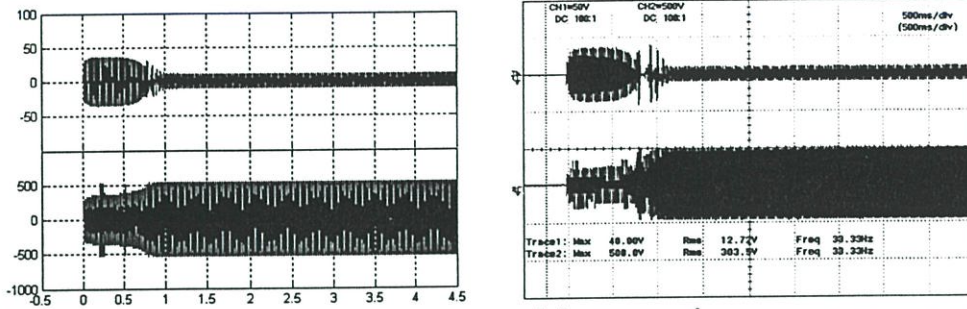 100
50
0
-50
500
0
-500
-1000
-0.5 0 0.5 1 1.5 2 2.5 3 3.5 4 4.5
CH1=50V CH2=500V
DC 100:1 DC 100:1
500ms/div
(500ms/div)
Trace1: Max 40.00V Rms 12.72V Freq 33.33Hz
Trace2: Max 508.0V Rms 303.5V Freq 33.33Hz